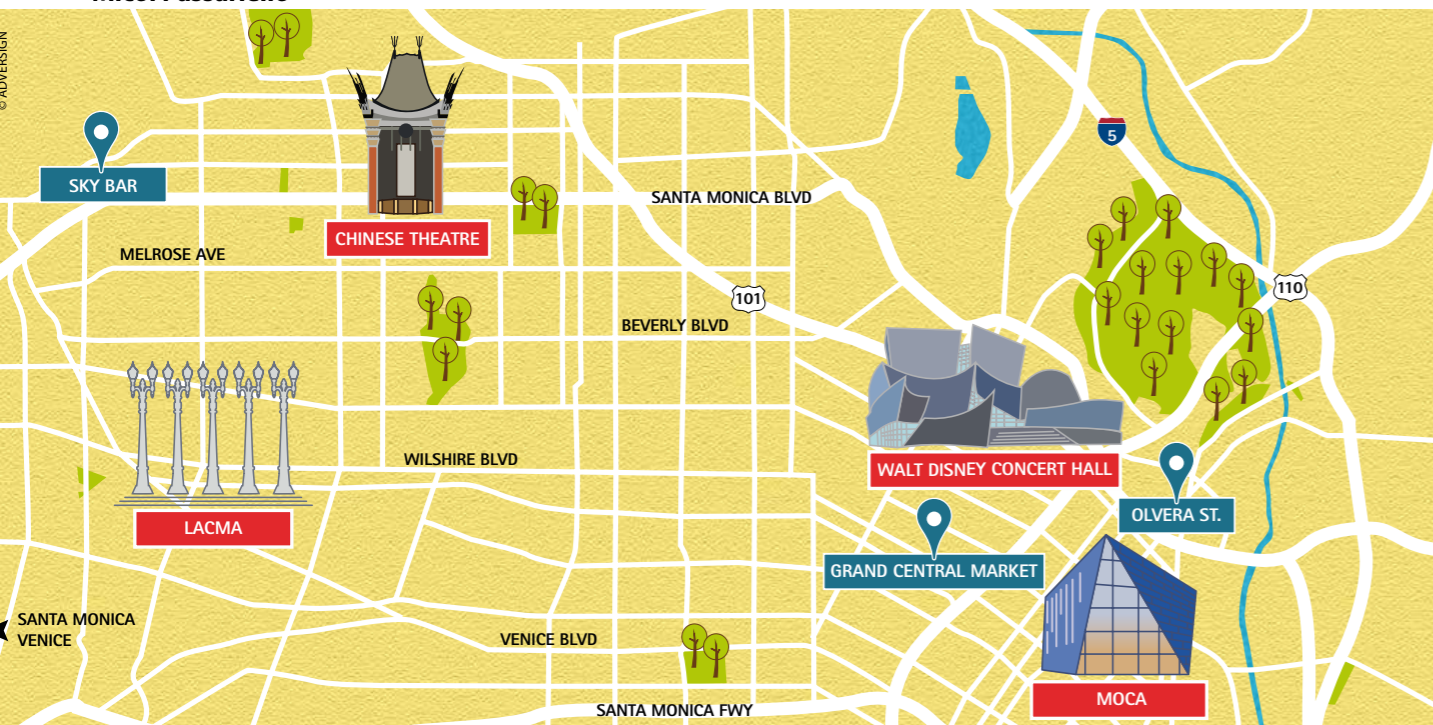 © ADVERSIGN
SKY BAR
CHINESE THEATRE
SANTA MONICA BLVD
5
MELROSE AVE
101
110
BEVERLY BLVD
WILSHIRE BLVD
WALT DISNEY CONCERT HALL
LACMA
OLVERA ST.
GRAND CENTRAL MARKET
SANTA MONICA
VENICE
VENICE BLVD
MOCA
SANTA MONICA FWY